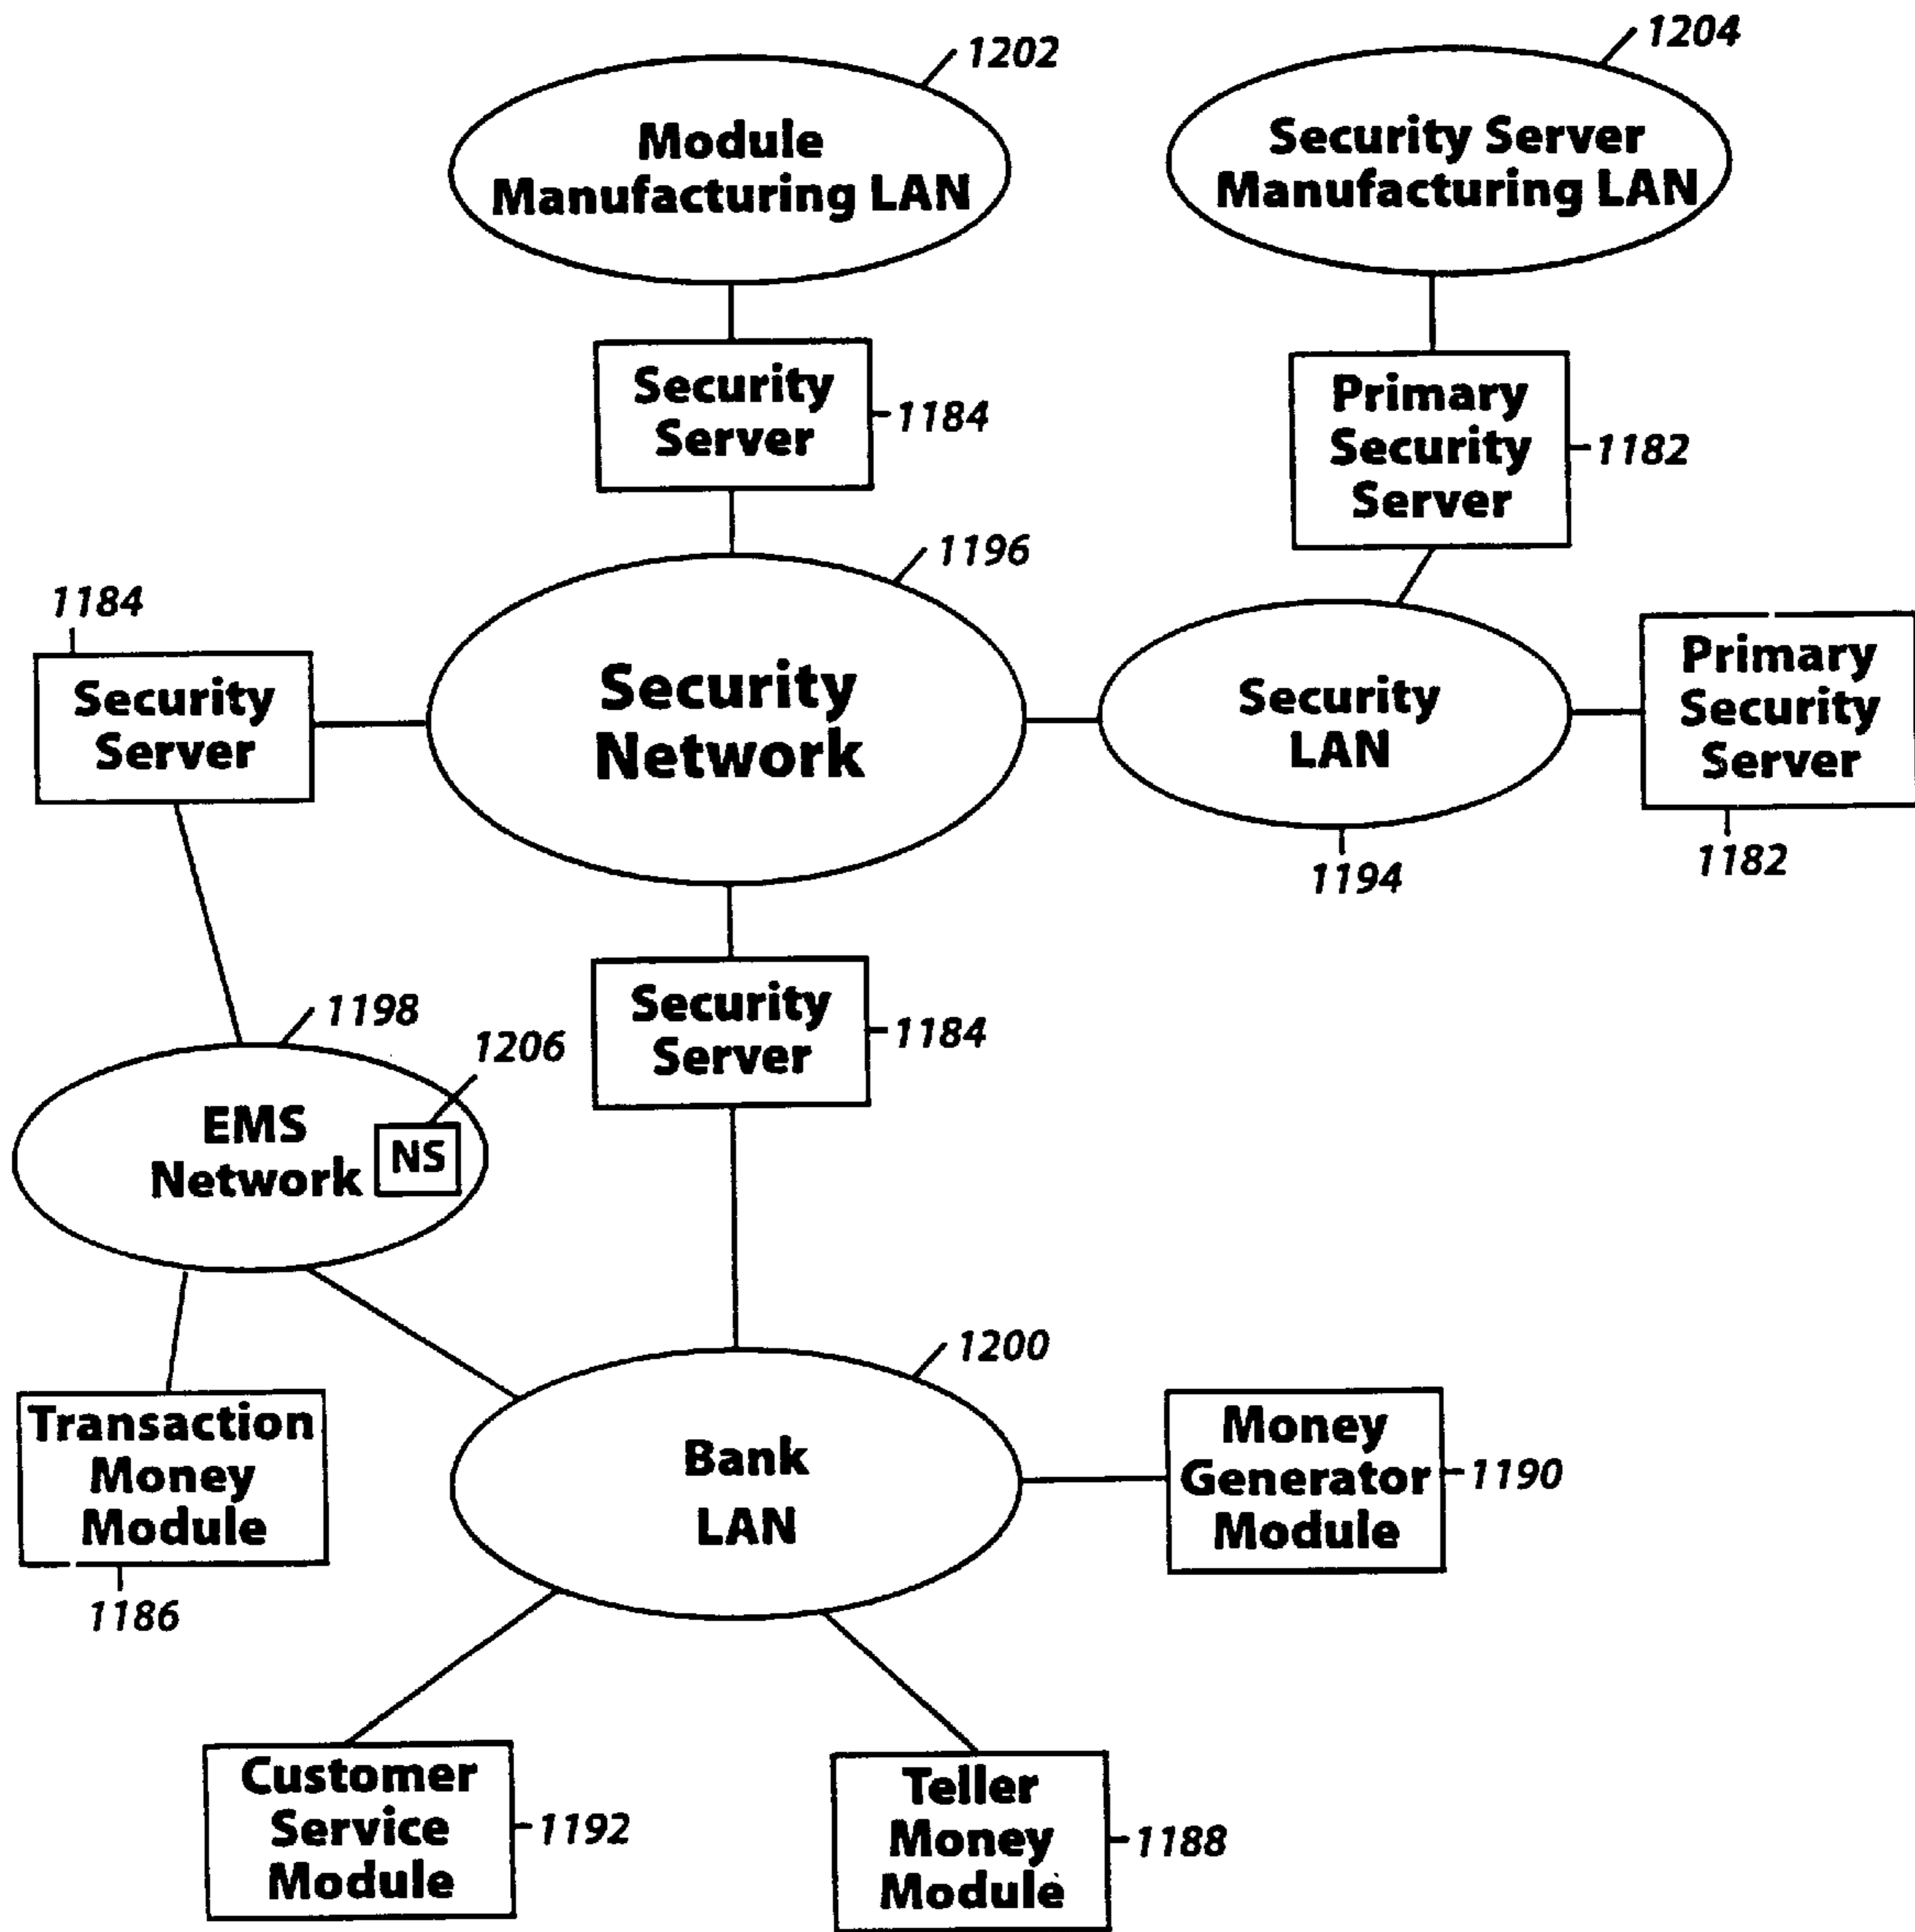 1202
1204
Module
Manufacturing LAN
Security Server
Manufacturing LAN
Security
Server
1184
Primary
Security
Server
1182
1196
1184
Security
Server
Security
Network
Security
LAN
1194
Primary
Security
Server
1182
Security
Server
1184
1198
1206
EMS
Network
NS
1200
Transaction
Money
Module
1186
Bank
LAN
Money
Generator
Module
1190
Customer
Service
Module
1192
Teller
Money
Module
1188